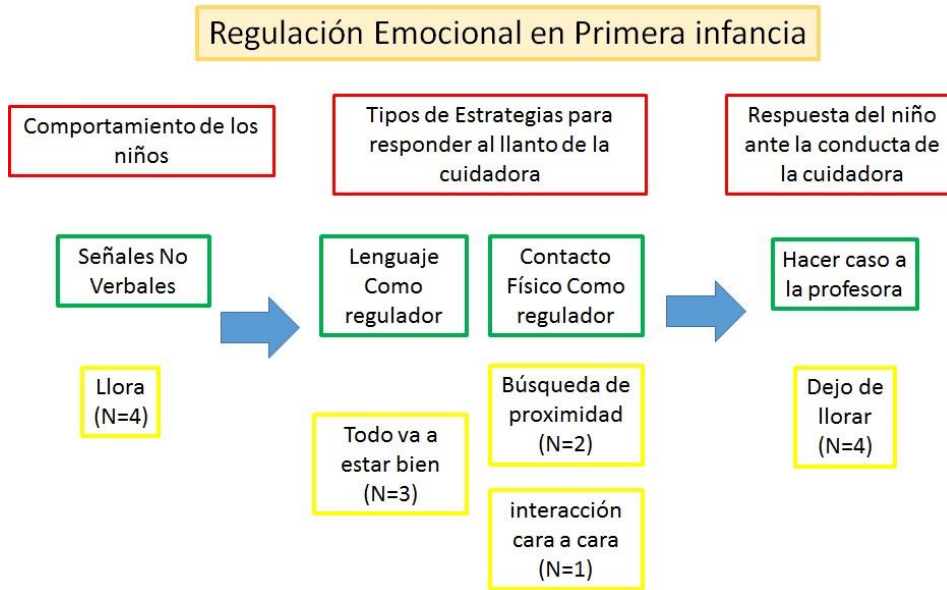 Regulación Emocional en Primera infancia
Comportamiento de los
niños
Tipos de Estrategias para
responder al llanto de la
cuidadora
Respuesta del niño
ante la conducta de
la cuidadora
Señales No
Verbales
Lenguaje
Como
regulador
Contacto
Físico Como
regulador
Hacer caso a
la profesora
Llora
(N=4)
Todo va a
estar bien
(N=3)
Búsqueda de
proximidad
(N=2)
interacción
cara a cara
(N=1)
Dejo de
llorar
(N=4)